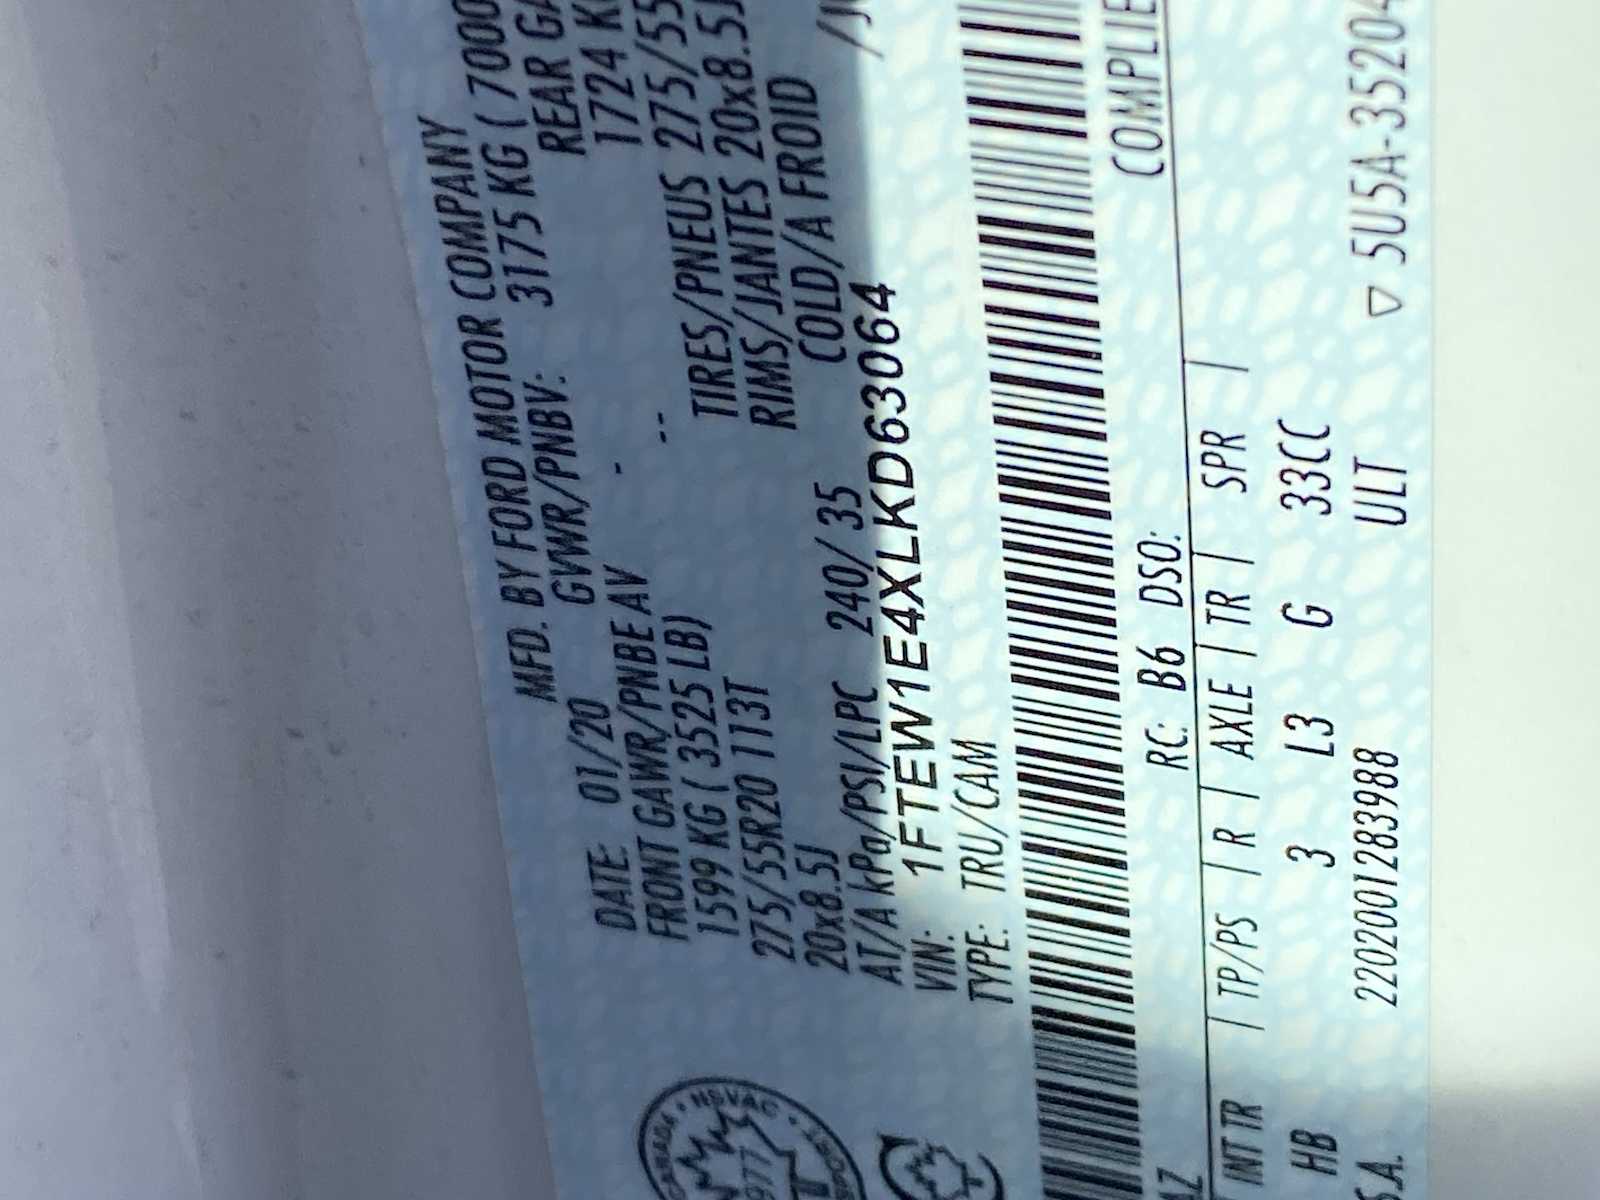 MFD. BY FORD MOTOR COMPANY
DATE: 01/20 GVWR/PNBV: 3175 KG ( 7000
FRONT GAWR/PNBE AV - REAR GA
1599 KG ( 3525 LB) -- 1724 K
275/55R20 113T TIRES/PNEUS 275/55
20x8.5J RIMS/JANTES 20x8.5J
AT/A kPa/PSI/LPC 240/ 35 COLD/A FROID
VIN: 1FTEW1E4XLKD63064
TYPE: TRU/CAM
COMPLIE
RC: B6 DSO:
INT TR | TP/PS | R | AXLE | TR | SPR |
HB 3 L3 G 33CC
S.A. 2202001283988 ULT ▽ 5U5A-35204
CANADA • NSVAC